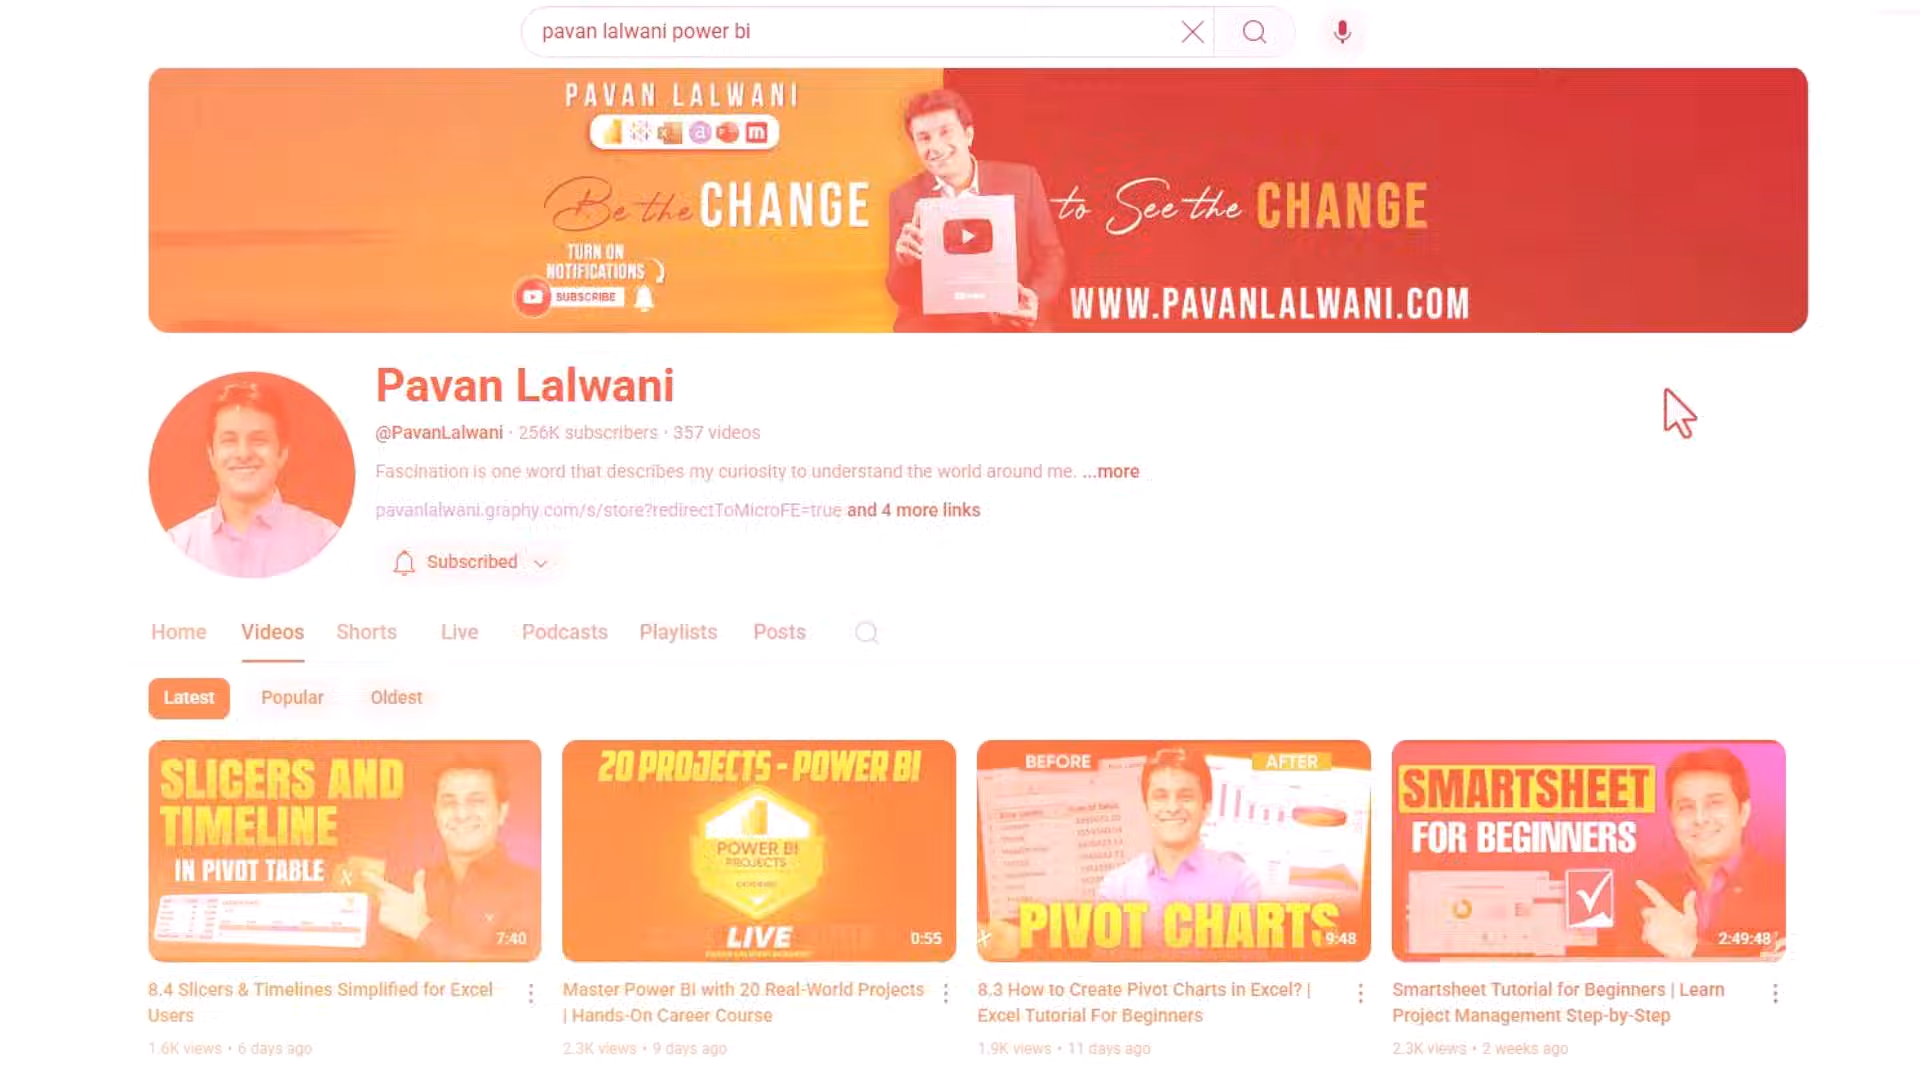 pavan lalwani power bi
PAVAN LALWANI
Be the CHANGE
to See the CHANGE
TURN ON
NOTIFICATIONS
SUBSCRIBE
WWW.PAVANLALWANI.COM
Pavan Lalwani
@PavanLalwani · 256K subscribers · 357 videos
Fascination is one word that describes my curiosity to understand the world around me. ...more
pavanlalwani.graphy.com/s/store?redirectToMicroFE=true and 4 more links
Subscribed
Home Videos Shorts Live Podcasts Playlists Posts
Latest Popular Oldest
SLICERS AND
TIMELINE
IN PIVOT TABLE
7:40
20 PROJECTS - POWER BI
POWER BI
PROJECTS
LIVE
0:55
BEFORE AFTER
PIVOT CHARTS
9:48
SMARTSHEET
FOR BEGINNERS
2:49:48
8.4 Slicers & Timelines Simplified for Excel
Users
1.6K views • 6 days ago
Master Power BI with 20 Real-World Projects
| Hands-On Career Course
2.3K views • 9 days ago
8.3 How to Create Pivot Charts in Excel? |
Excel Tutorial For Beginners
1.9K views • 11 days ago
Smartsheet Tutorial for Beginners | Learn
Project Management Step-by-Step
2.3K views • 2 weeks ago